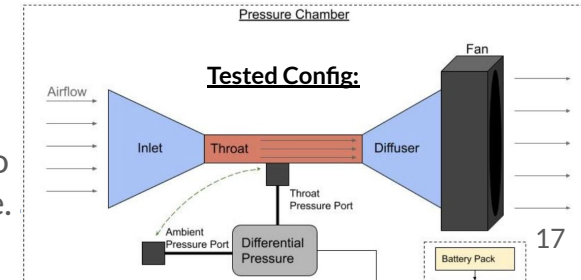 Pressure Chamber
Fan
Tested Config:
Airflow
Inlet
Throat
Diffuser
Throat
Pressure Port
Ambient
Pressure Port
Differential
Pressure
17
Battery Pack